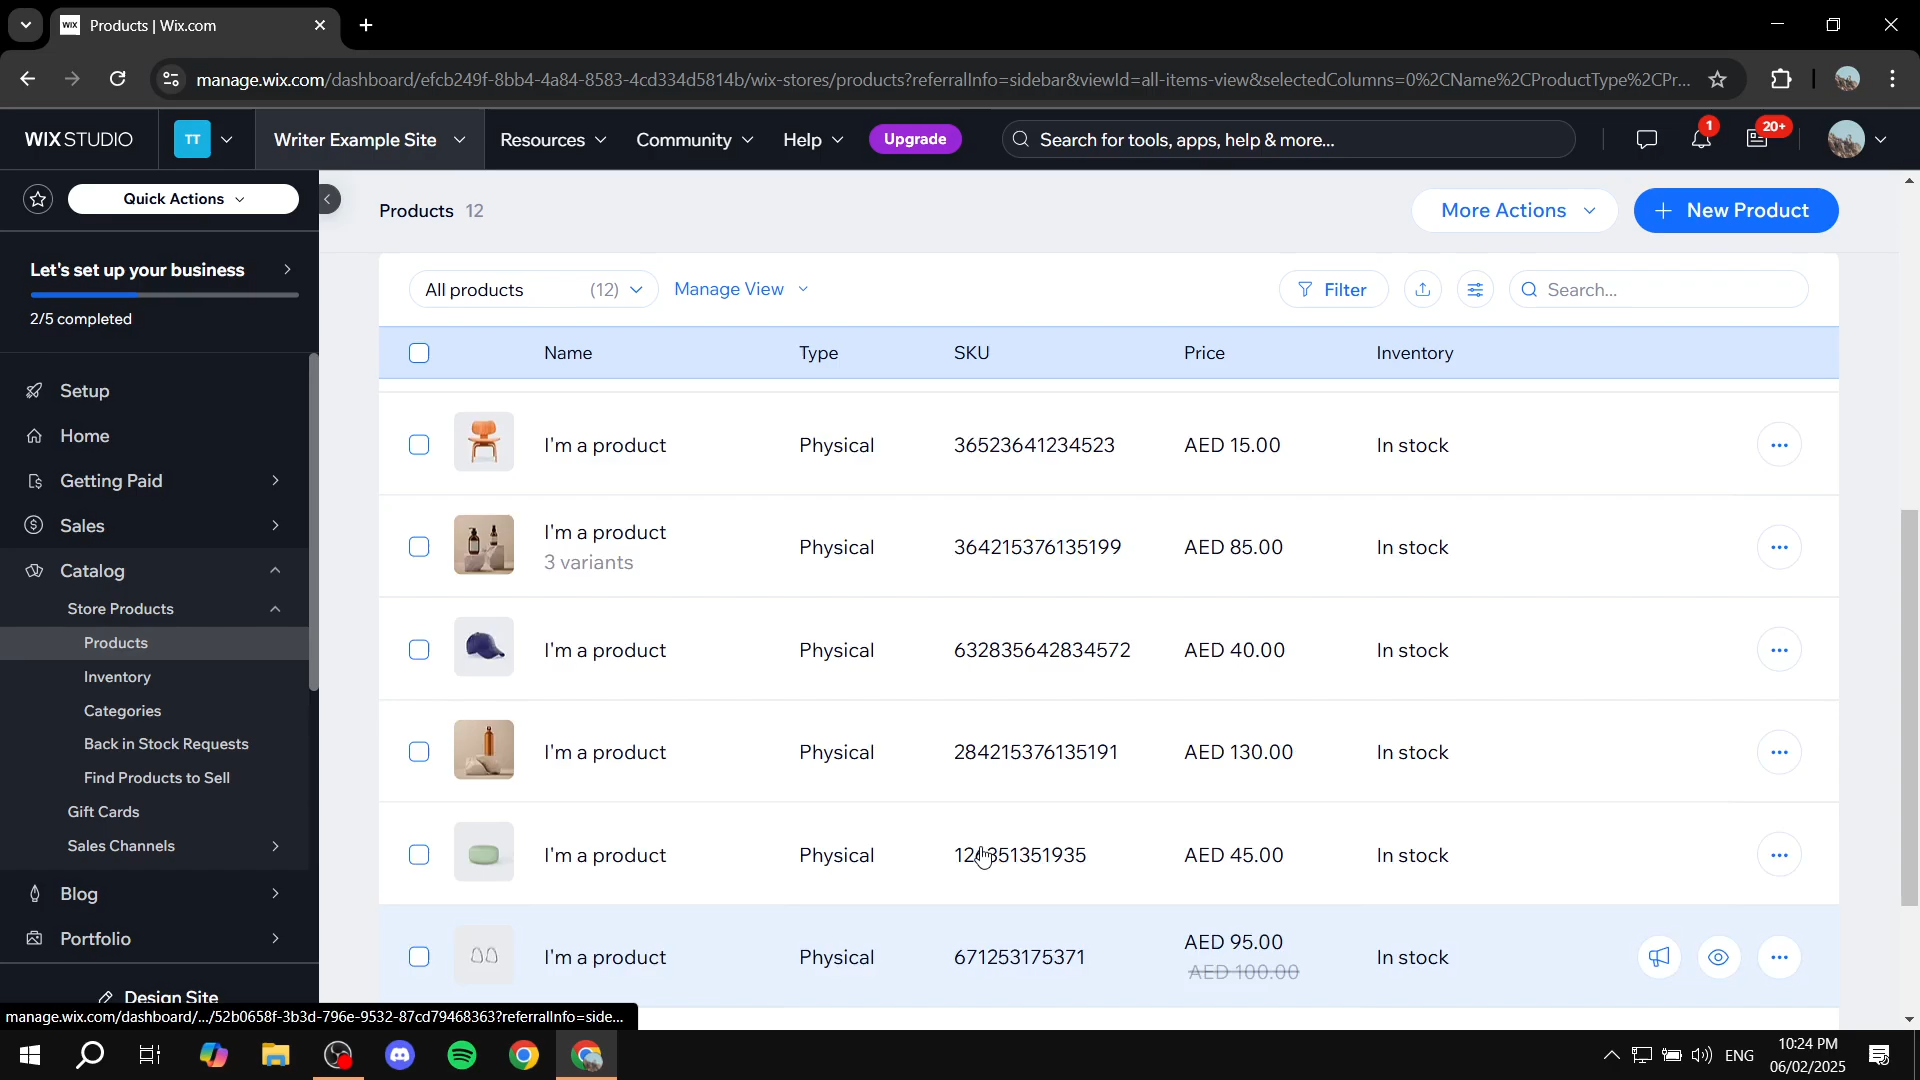 Products | Wix.com
manage.wix.com/dashboard/efcb249f-8bb4-4a84-8583-4cd334d5814b/wix-stores/products?referralInfo=sidebar&viewId=all-items-view&selectedColumns=0%2CName%2CProductType%2CPr...
WIX STUDIO
TT
Writer Example Site
Resources
Community
Help
Upgrade
Search for tools, apps, help & more...
1
20+
Quick Actions
Let's set up your business
2/5 completed
Setup
Home
Getting Paid
Sales
Catalog
Store Products
Products
Inventory
Categories
Back in Stock Requests
Find Products to Sell
Gift Cards
Sales Channels
Blog
Portfolio
Design Site
Products 12
More Actions
+ New Product
All products (12)
Manage View
Filter
Search...
Name Type SKU Price Inventory
I'm a product Physical 36523641234523 AED 15.00 In stock
I'm a product Physical 364215376135199 AED 85.00 In stock
3 variants
I'm a product Physical 632835642834572 AED 40.00 In stock
I'm a product Physical 284215376135191 AED 130.00 In stock
I'm a product Physical AED 45.00 In stock
I'm a product Physical 671253175371 AED 95.00 In stock
AED 100.00
manage.wix.com/dashboard/.../52b0658f-3b3d-796e-9532-87cd79468363?referralInfo=side...
ENG
10:24 PM
06/02/2025